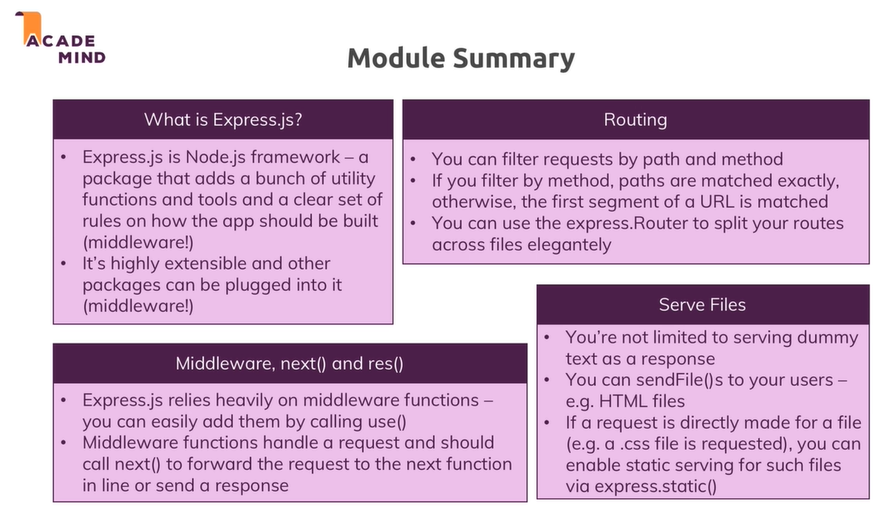 ACADE
MIND
Module Summary
What is Express.js?
• Express.js is Node.js framework – a
package that adds a bunch of utility
functions and tools and a clear set of
rules on how the app should be built
(middleware!)
• It's highly extensible and other
packages can be plugged into it
(middleware!)
Routing
• You can filter requests by path and method
• If you filter by method, paths are matched exactly,
otherwise, the first segment of a URL is matched
• You can use the express.Router to split your routes
across files elegantely
Middleware, next() and res()
• Express.js relies heavily on middleware functions –
you can easily add them by calling use()
• Middleware functions handle a request and should
call next() to forward the request to the next function
in line or send a response
Serve Files
• You're not limited to serving dummy
text as a response
• You can sendFile()s to your users –
e.g. HTML files
• If a request is directly made for a file
(e.g. a .css file is requested), you can
enable static serving for such files
via express.static()